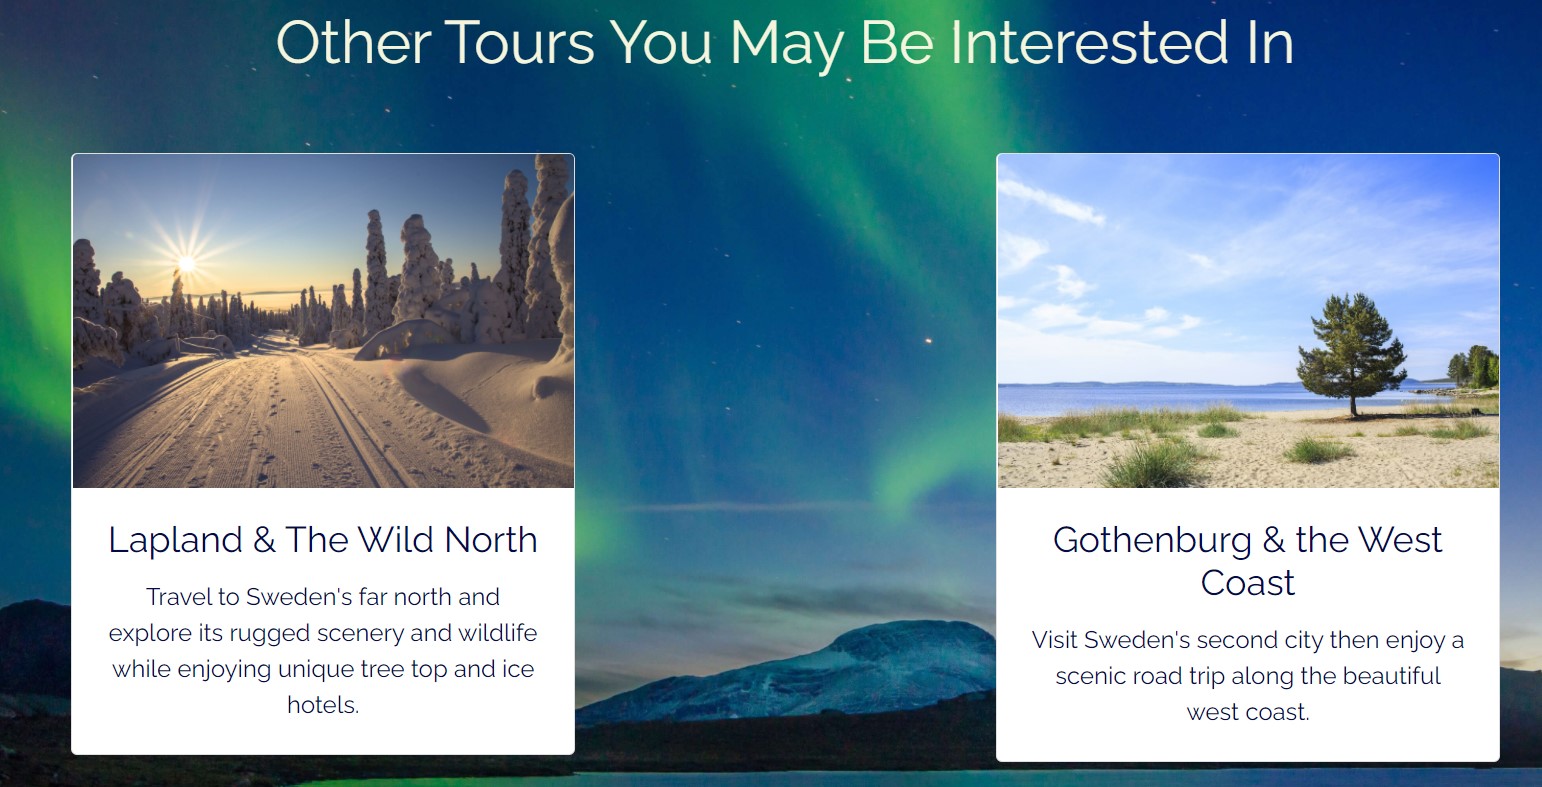 Other Tours You May Be Interested In
Lapland & The Wild North
Travel to Sweden's far north and
explore its rugged scenery and wildlife
while enjoying unique tree top and ice
hotels.
Gothenburg & the West
Coast
Visit Sweden's second city then enjoy a
scenic road trip along the beautiful
west coast.